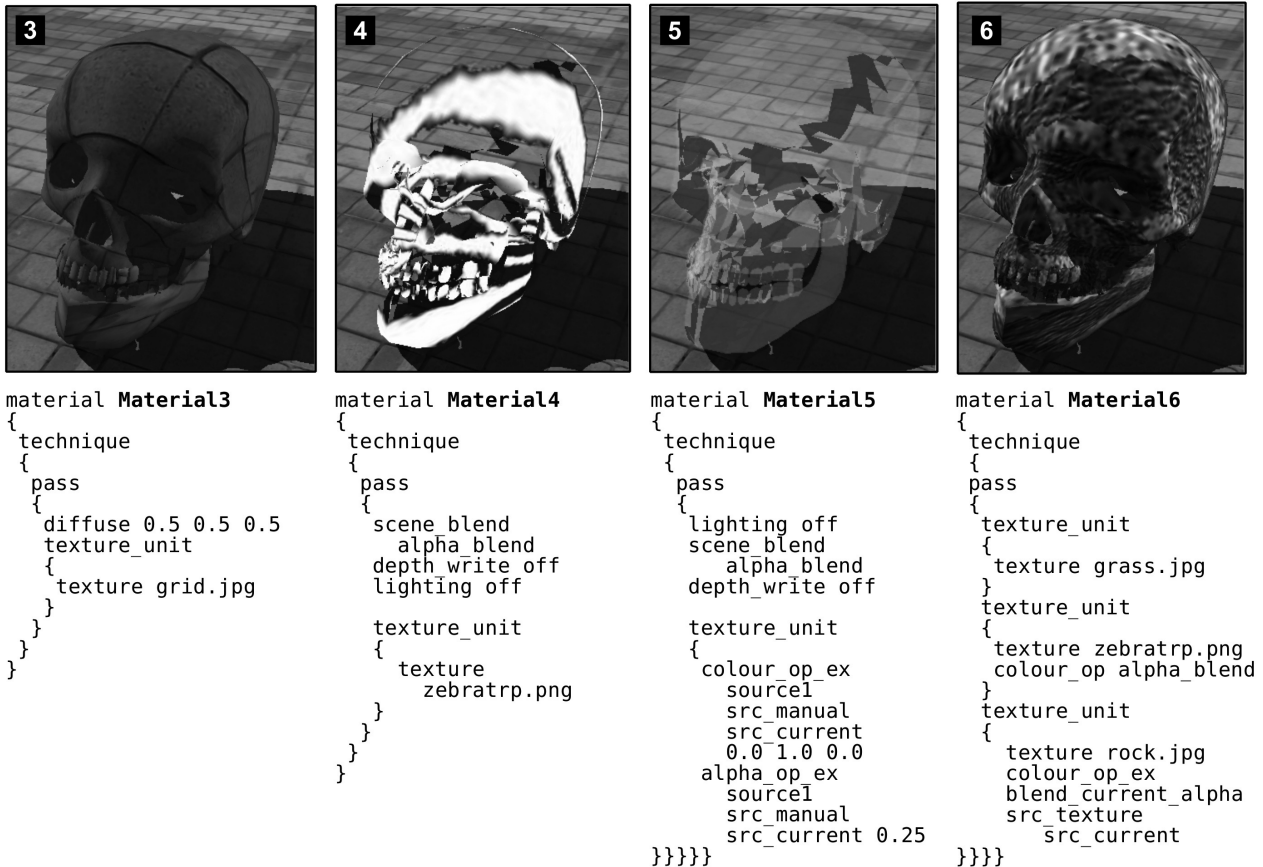 3
4
5
6
material Material3
{
technique
{
pass
{
diffuse 0.5 0.5 0.5
texture_unit
{
texture grid.jpg
}
}
}
}
material Material4
{
technique
{
pass
{
scene_blend
alpha_blend
depth_write off
lighting off
texture_unit
{
texture
zebratrp.png
}
}
}
}
material Material5
{
technique
{
pass
{
lighting off
scene_blend
alpha_blend
depth_write off
texture_unit
{
colour_op_ex
source1
src_manual
src_current
0.0 1.0 0.0
alpha_op_ex
source1
src_manual
src_current 0.25
}}}}}
material Material6
{
technique
{
pass
{
texture_unit
{
texture grass.jpg
}
texture_unit
{
texture zebratrp.png
colour_op alpha_blend
}
texture_unit
{
texture rock.jpg
colour_op_ex
blend_current_alpha
src_texture
src_current
}}}}